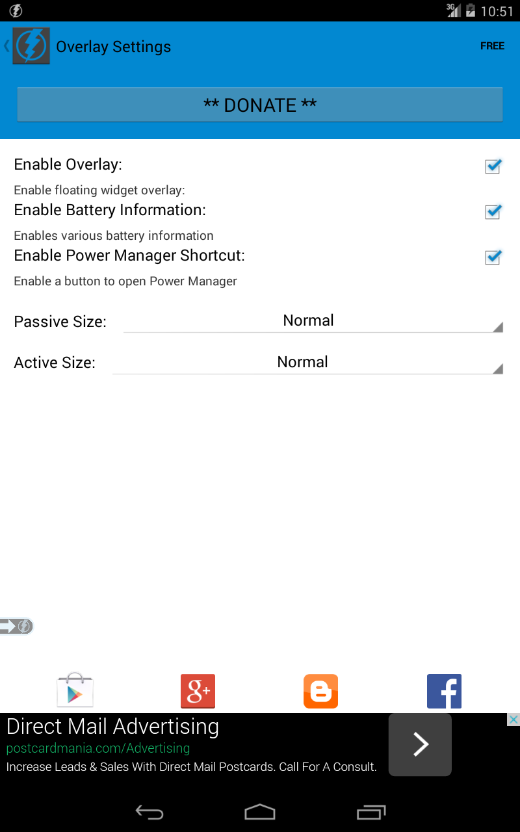 3G 10:51
Overlay Settings FREE
** DONATE **
Enable Overlay:
Enable floating widget overlay:
Enable Battery Information:
Enables various battery information
Enable Power Manager Shortcut:
Enable a button to open Power Manager
Passive Size: Normal
Active Size: Normal
g+ B f
Direct Mail Advertising
postcardmania.com/Advertising
Increase Leads & Sales With Direct Mail Postcards. Call For A Consult.